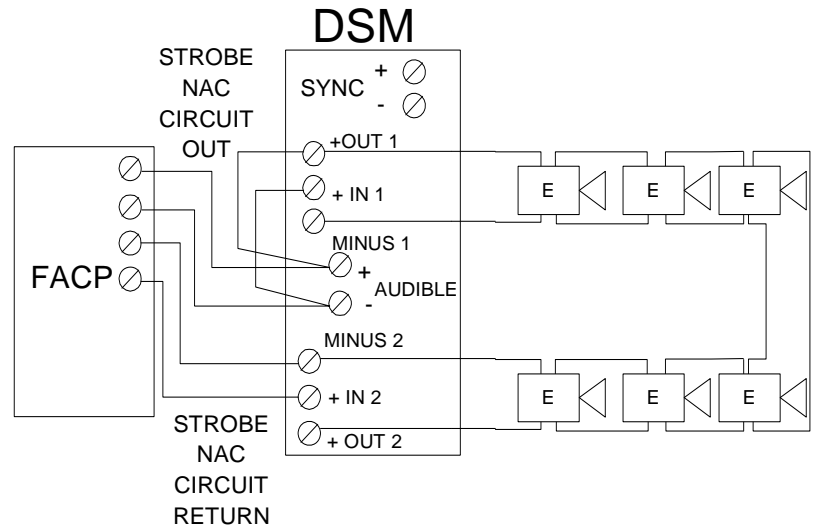 DSM
STROBE
NAC
CIRCUIT
OUT
SYNC
+
-
+OUT 1
+ IN 1
MINUS 1
+
AUDIBLE
-
FACP
MINUS 2
+ IN 2
+ OUT 2
STROBE
NAC
CIRCUIT
RETURN
E
E
E
E
E
E